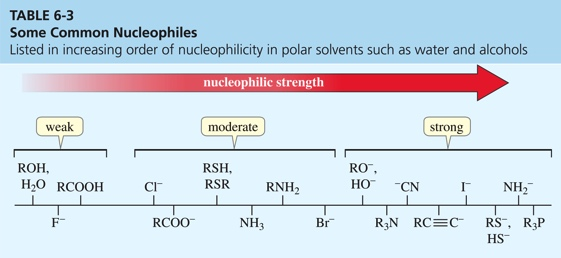 TABLE 6-3
Some Common Nucleophiles
Listed in increasing order of nucleophilicity in polar solvents such as water and alcohols
nucleophilic strength
weak
moderate
strong
ROH,
H₂O
RCOOH
Cl⁻
RSH,
RSR
RNH₂
RO⁻,
HO⁻
⁻CN
I⁻
NH₂⁻
F⁻
RCOO⁻
NH₃
Br⁻
R₃N
RC≡C⁻
RS⁻,
HS⁻
R₃P